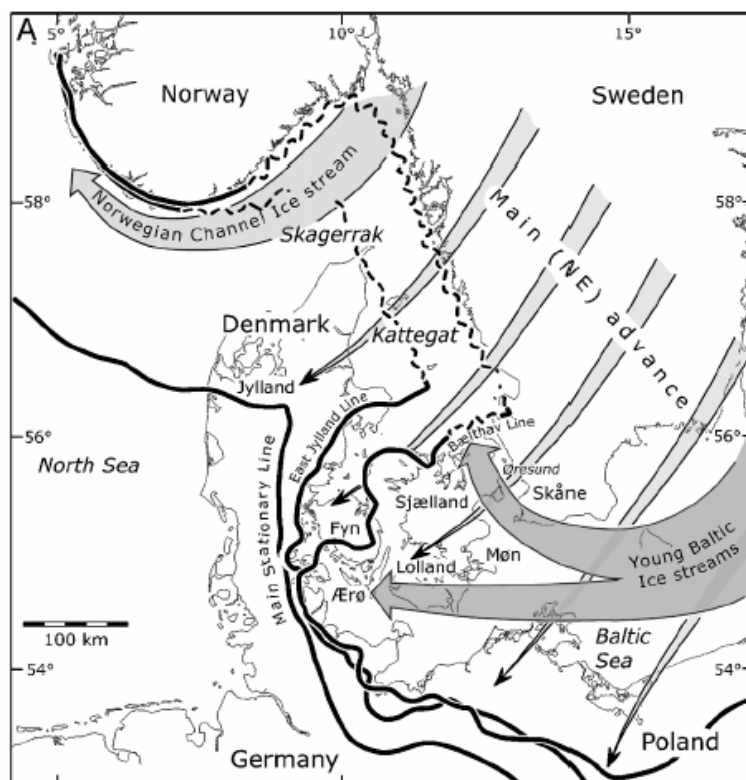 A
5°
10°
15°
Norway
Sweden
58°
58°
Norwegian Channel Ice stream
Skagerrak
Main (NE) advance
Denmark
Kattegat
Jylland
East Jylland Line
Main Stationary Line
56°
56°
Bælthav Line
North Sea
Øresund
Sjælland
Skåne
Fyn
Møn
Lolland
Young Baltic
Ice streams
Ærø
100 km
Baltic
Sea
54°
54°
Poland
Germany